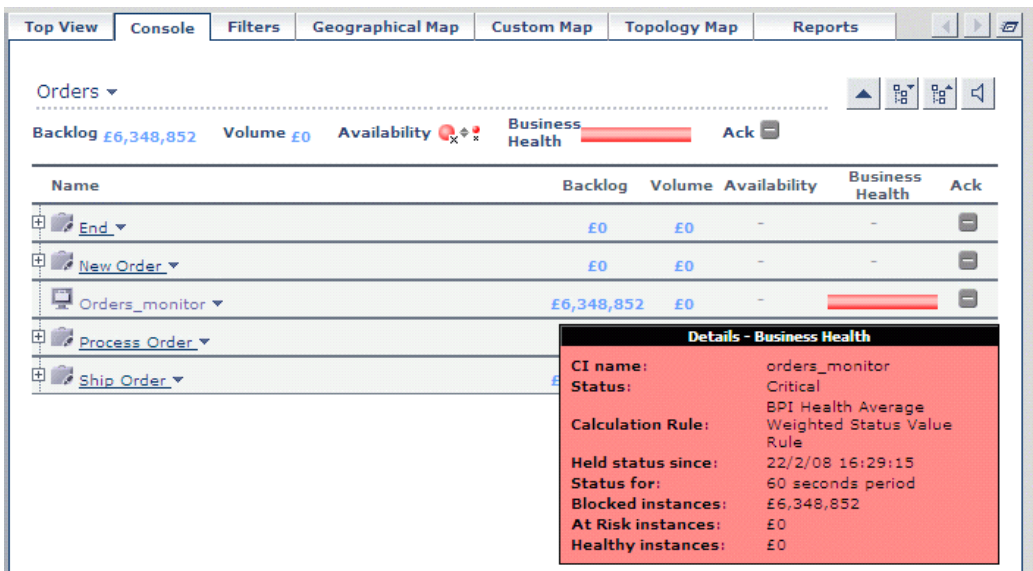 Top View Console Filters Geographical Map Custom Map Topology Map Reports
Orders
Backlog £6,348,852 Volume £0 Availability Business Health Ack
Name Backlog Volume Availability Business Health Ack
End £0 £0 - -
New Order £0 £0 - -
Orders_monitor £6,348,852 £0 -
Process Order
Ship Order £
Details - Business Health
CI name: orders_monitor
Status: Critical
Calculation Rule: BPI Health Average
Weighted Status Value
Rule
Held status since: 22/2/08 16:29:15
Status for: 60 seconds period
Blocked instances: £6,348,852
At Risk instances: £0
Healthy instances: £0